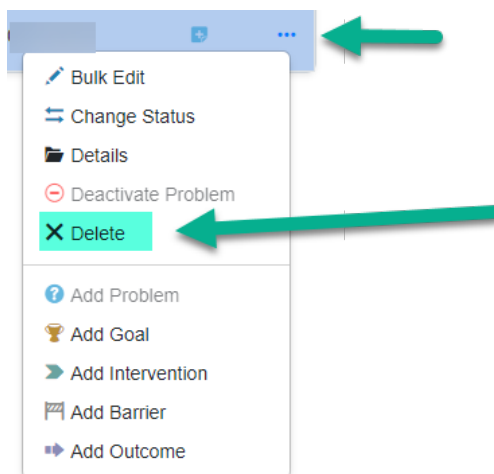 Bulk Edit
Change Status
Details
Deactivate Problem
Delete
Add Problem
Add Goal
Add Intervention
Add Barrier
Add Outcome